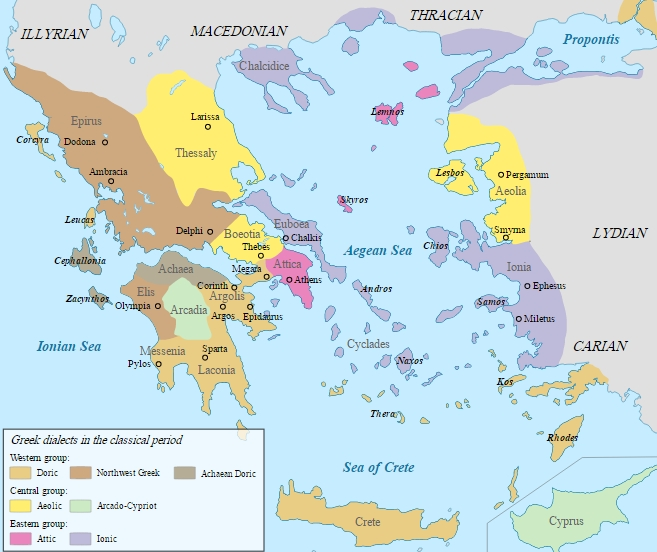 THRACIAN
ILLYRIAN
MACEDONIAN
Propontis
Chalcidice
Larissa
Lemnos
Epirus
Corcyra
Dodona
Thessaly
Lesbos
Pergamum
Ambracia
Aeolia
Skyros
Leucas
Delphi
Boeotia
Euboea
Smyrna
Chalkis
LYDIAN
Thebes
Aegean Sea
Chios
Cephallonia
Megara
Attica
Ionia
Achaea
Athens
Corinth
Andros
Ephesus
Zacynthos
Elis
Argolis
Samos
Olympia
Arcadia
Argos
Epidaurus
Miletus
Ionian Sea
Cyclades
CARIAN
Messenia
Sparta
Naxos
Pylos
Laconia
Kos
Thera
Rhodes
Greek dialects in the classical period
Western group:
Doric
Northwest Greek
Achaean Doric
Central group:
Aeolic
Arcado-Cypriot
Eastern group:
Attic
Ionic
Sea of Crete
Crete
Cyprus